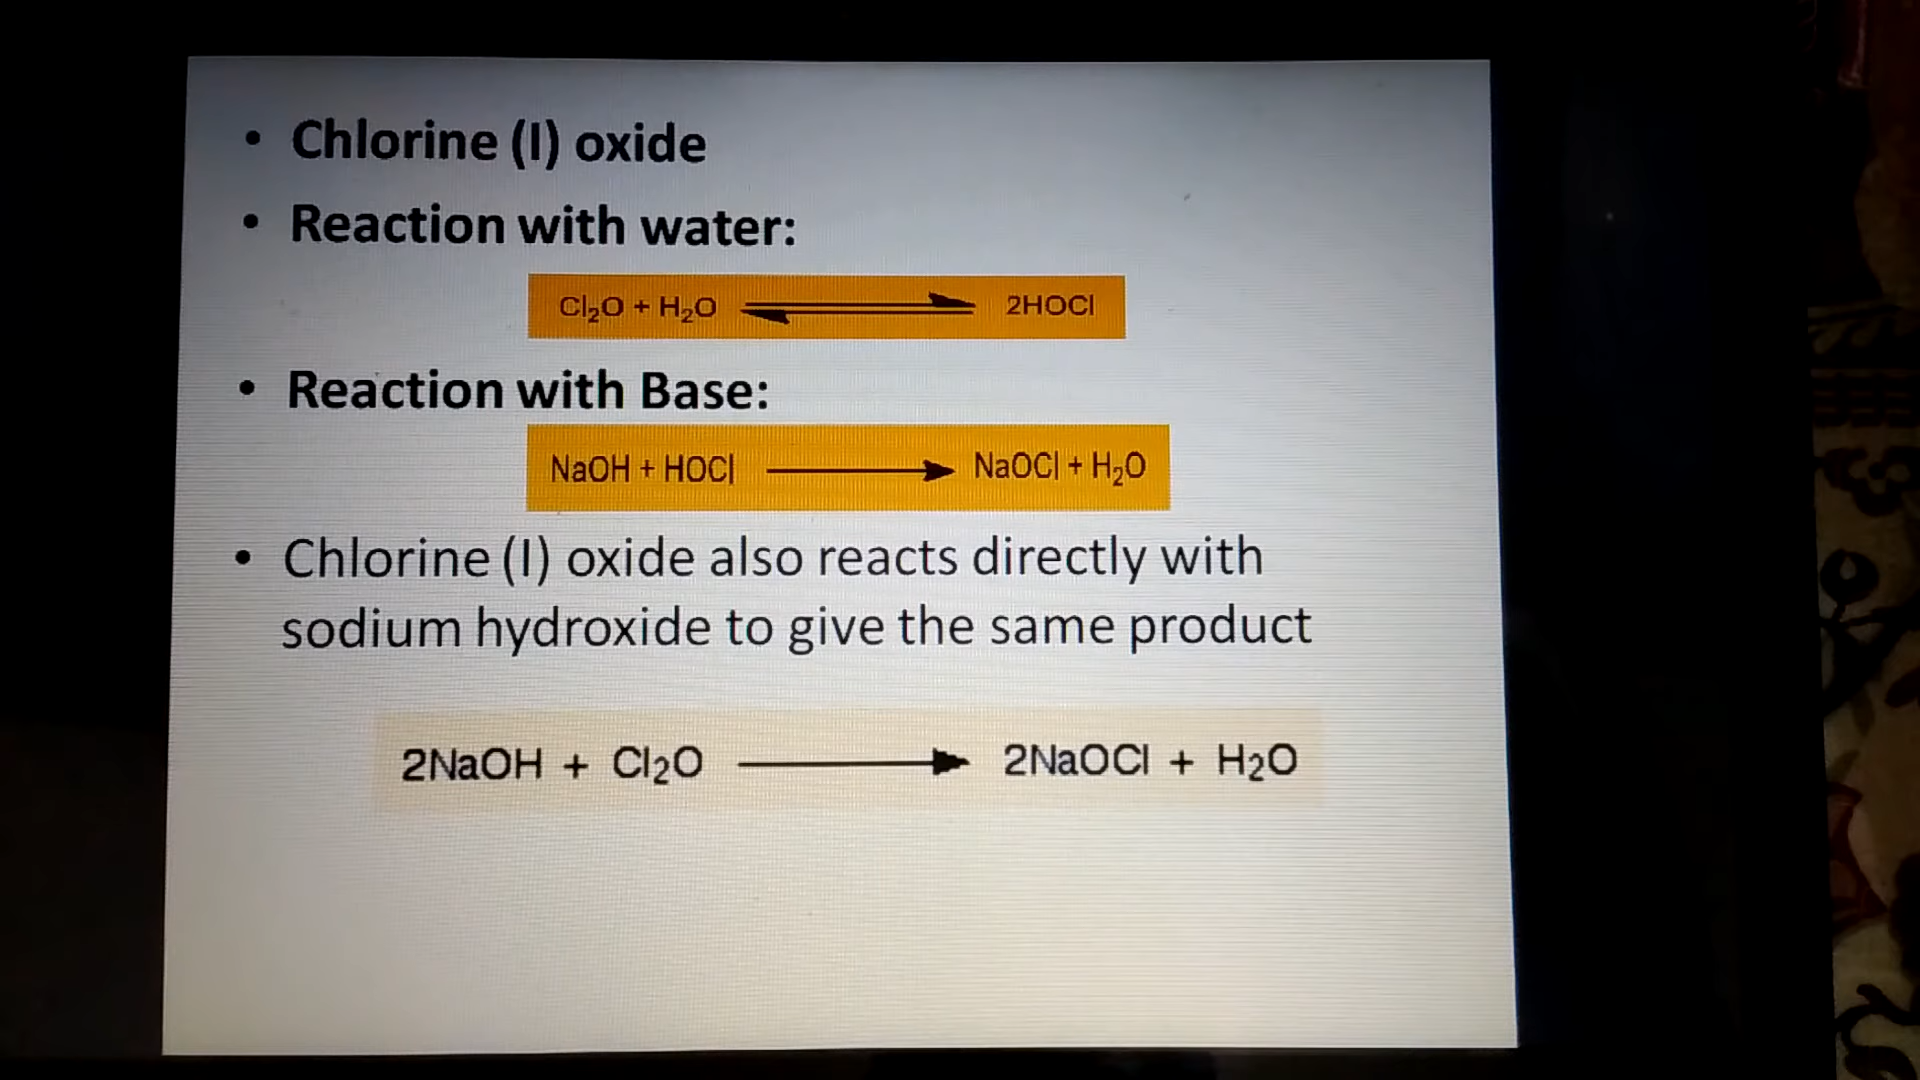 • Chlorine (I) oxide
• Reaction with water:
Cl₂O + H₂O ⇌ 2HOCl
• Reaction with Base:
NaOH + HOCl ⟶ NaOCl + H₂O
• Chlorine (I) oxide also reacts directly with
sodium hydroxide to give the same product
2NaOH + Cl₂O ⟶ 2NaOCl + H₂O